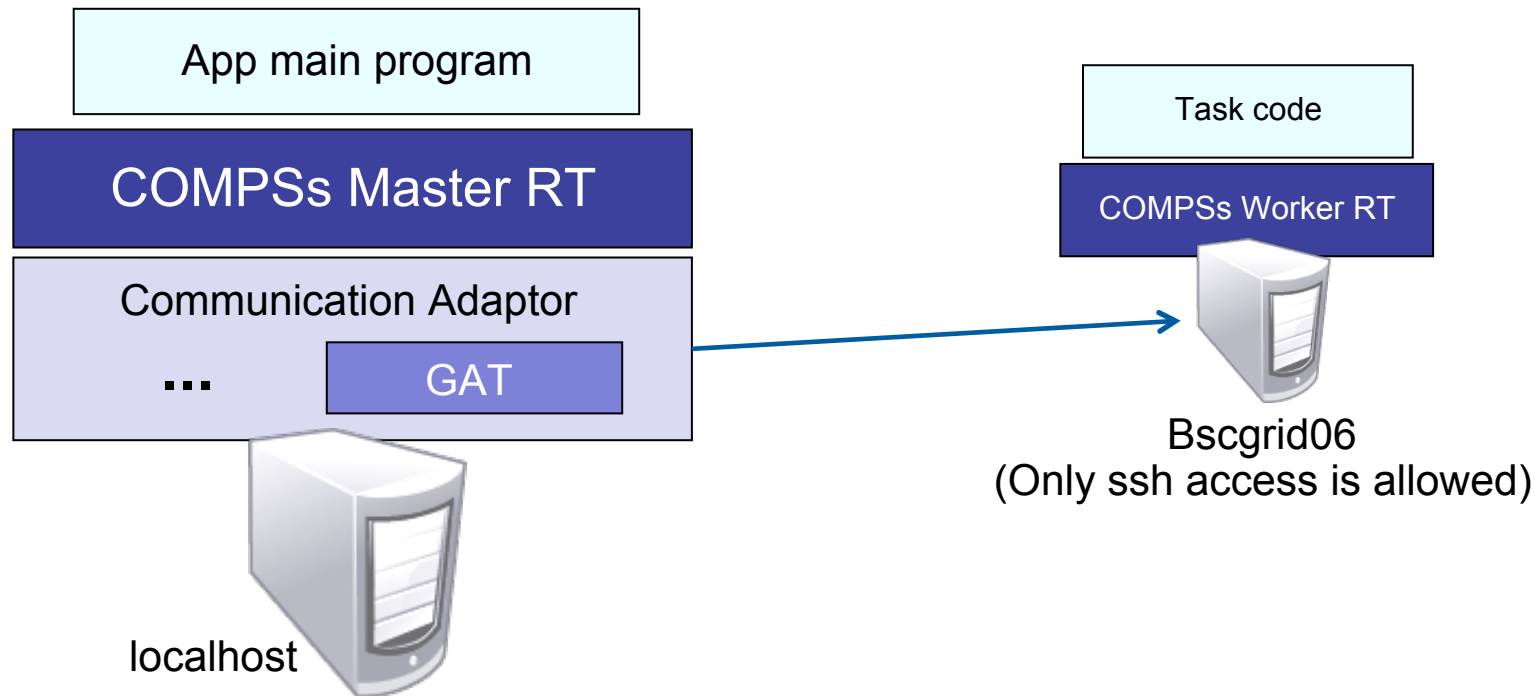 App main program
COMPSs Master RT
Communication Adaptor
...
GAT
localhost
Task code
COMPSs Worker RT
Bscgrid06
(Only ssh access is allowed)